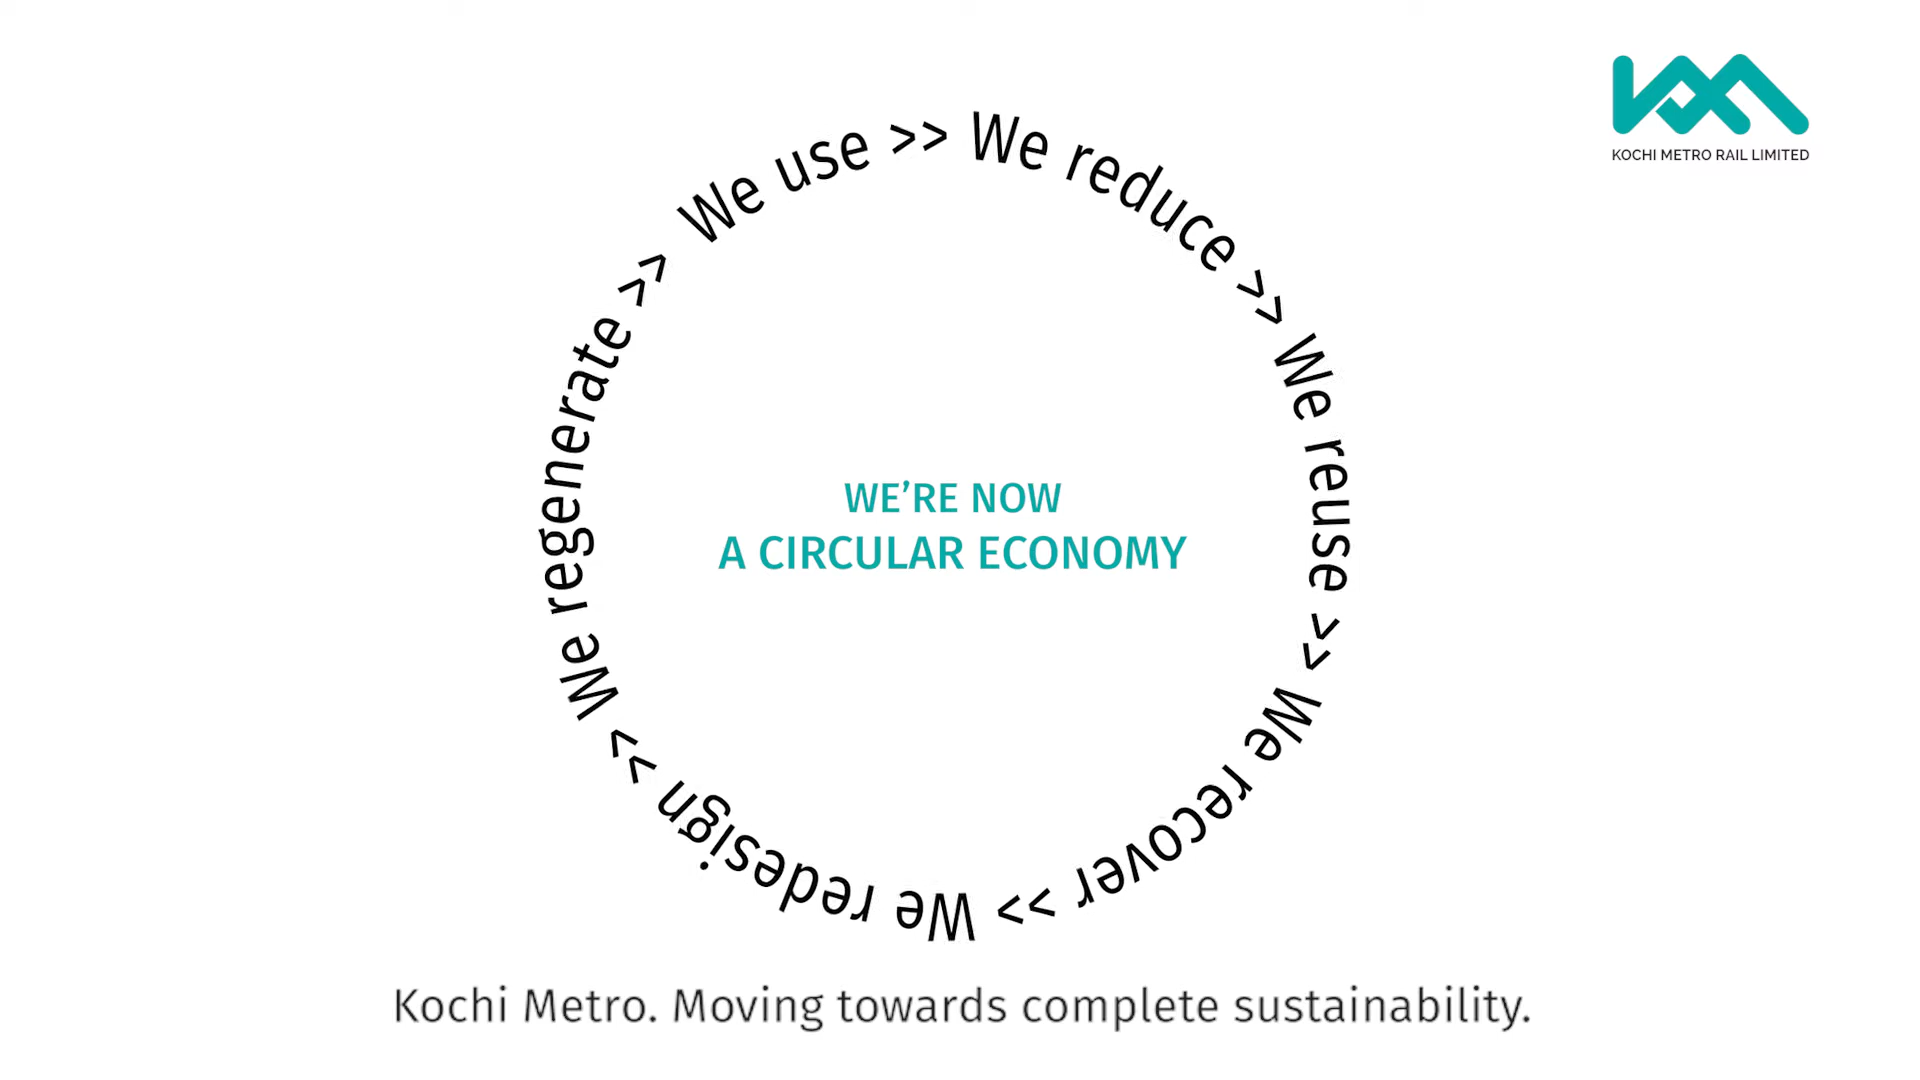 KOCHI METRO RAIL LIMITED
We use >> We reduce >> We reuse >> We recover >> We redesign >> We regenerate >>
WE’RE NOW
A CIRCULAR ECONOMY
Kochi Metro. Moving towards complete sustainability.